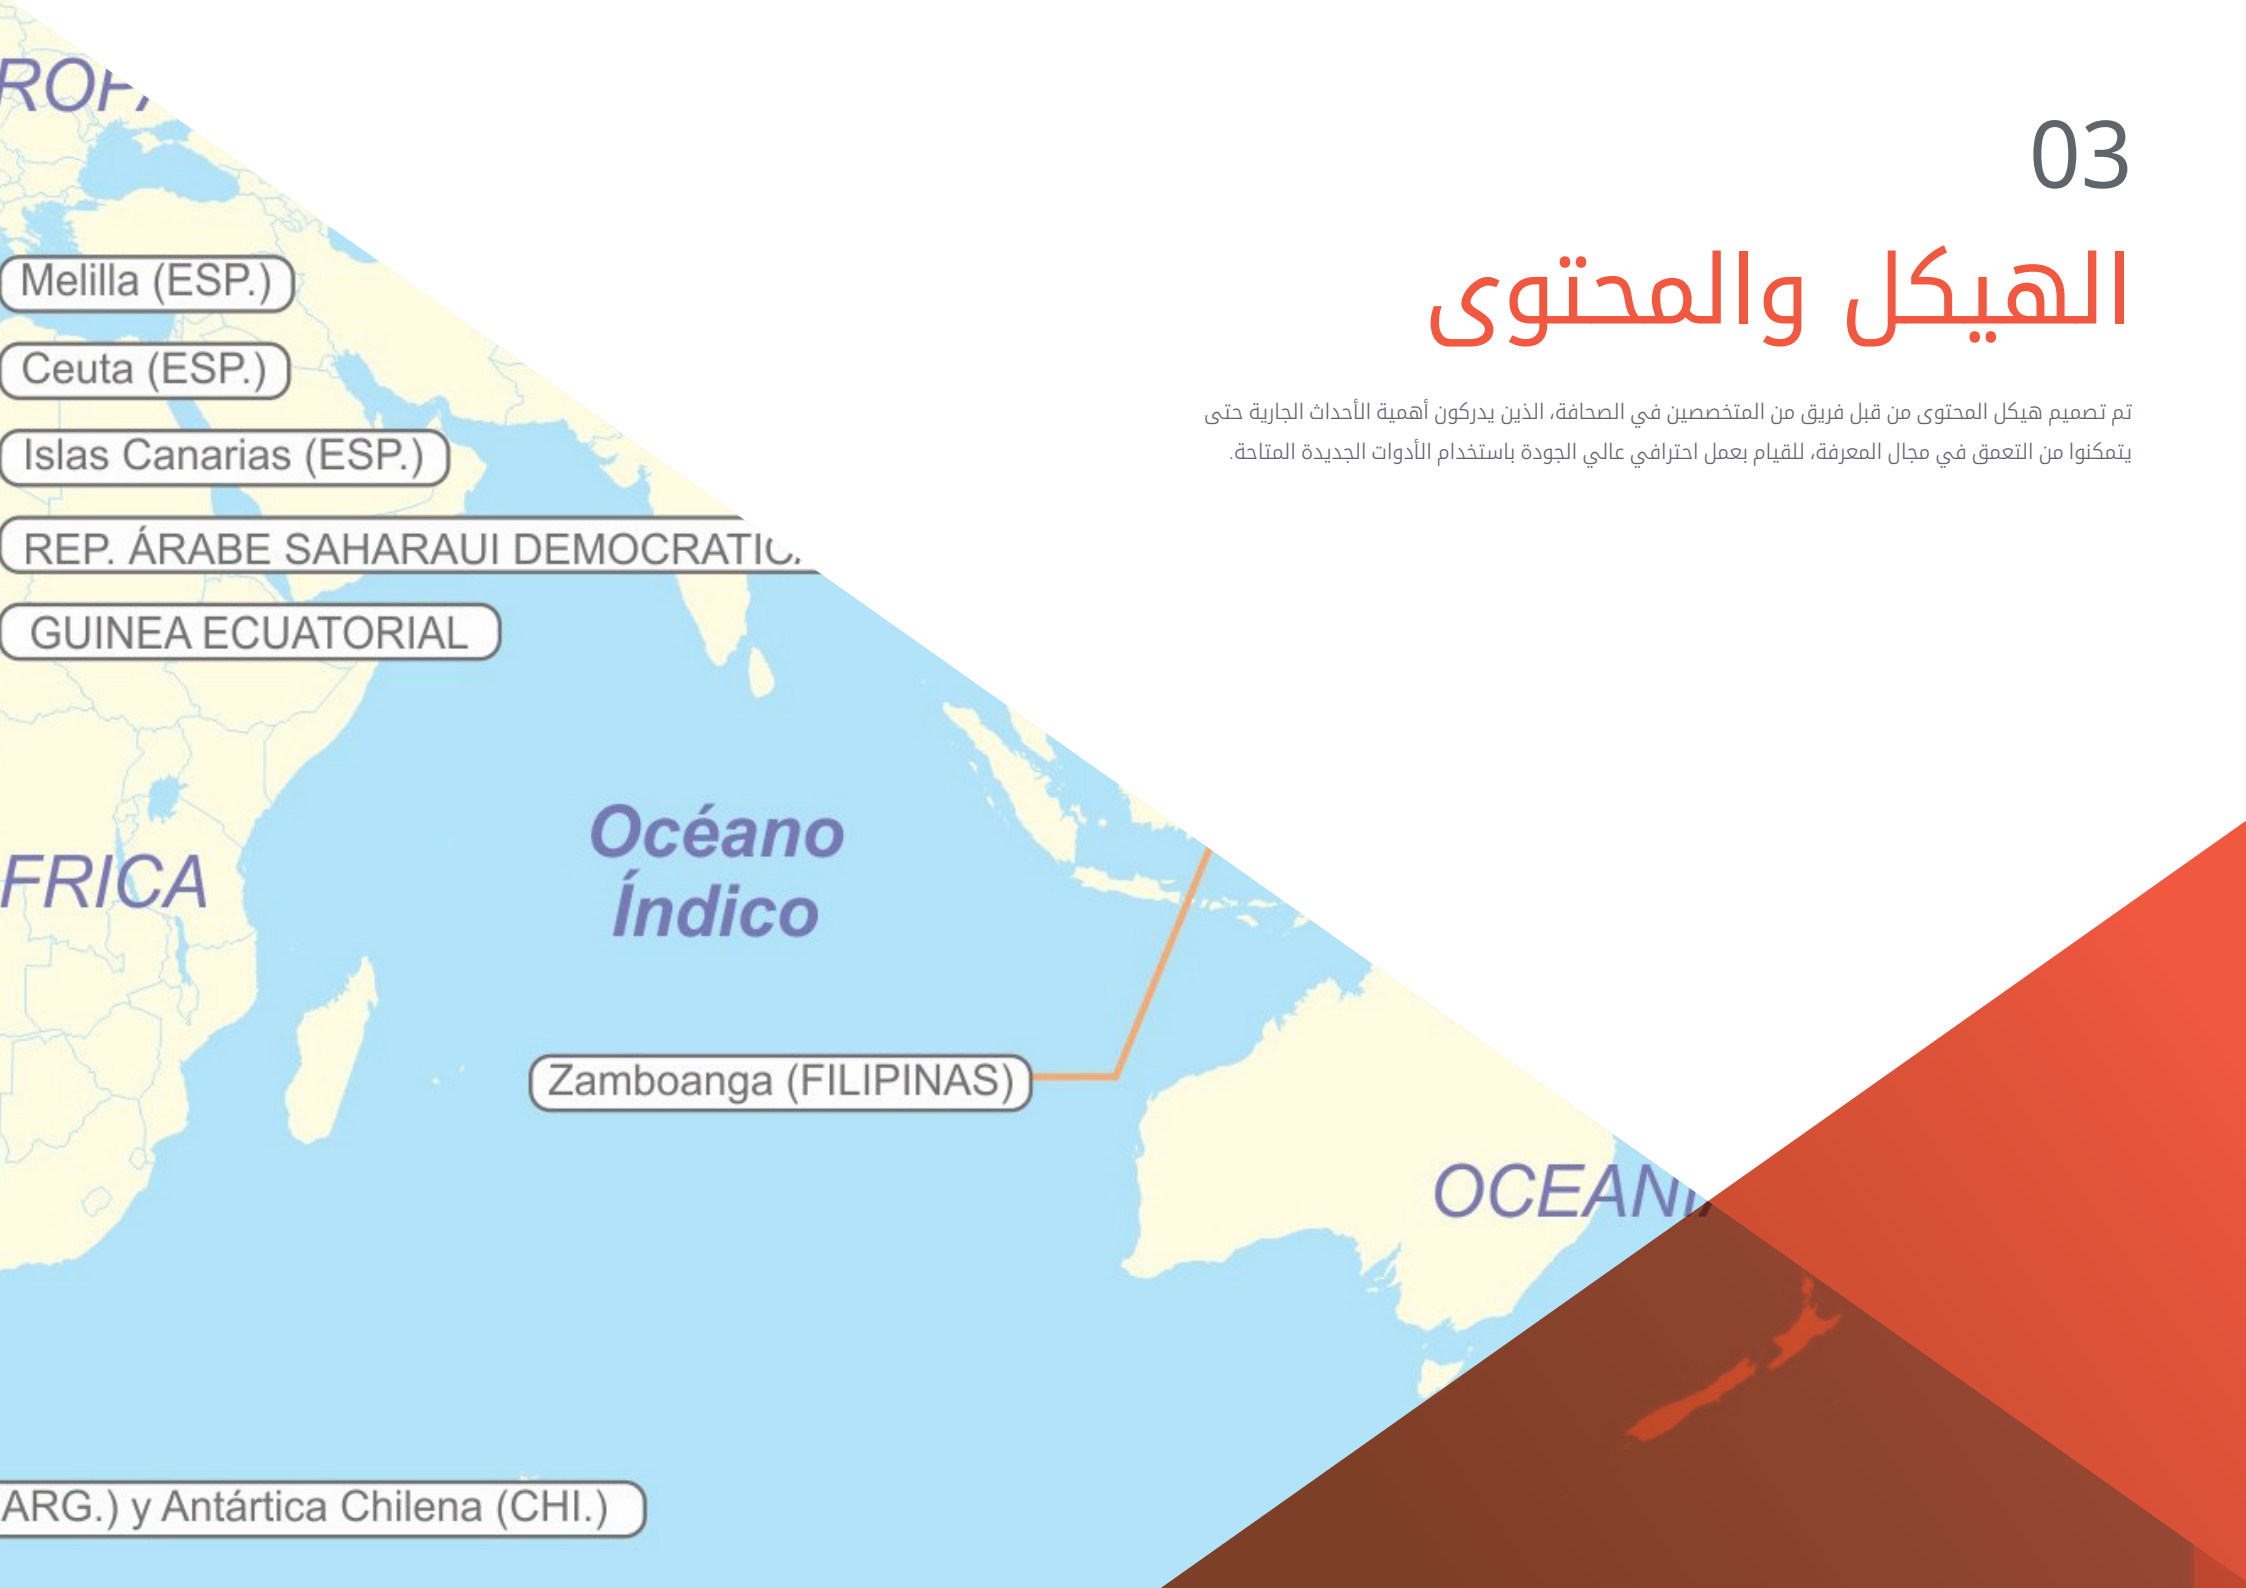 03
الهيكل والمحتوى
تم تصميم هيكل المحتوى من قبل فريق من المتخصصين في الصحافة، الذين يدركون أهمية الأحداث الجارية حتى
يتمكنوا من التعمق في مجال المعرفة، للقيام بعمل احترافي عالي الجودة باستخدام الأدوات الجديدة المتاحة.
ROP
Melilla (ESP.)
Ceuta (ESP.)
Islas Canarias (ESP.)
REP. ÁRABE SAHARAUI DEMOCRATIC
GUINEA ECUATORIAL
FRICA
Océano
Índico
Zamboanga (FILIPINAS)
OCEANI
ARG.) y Antártica Chilena (CHI.)